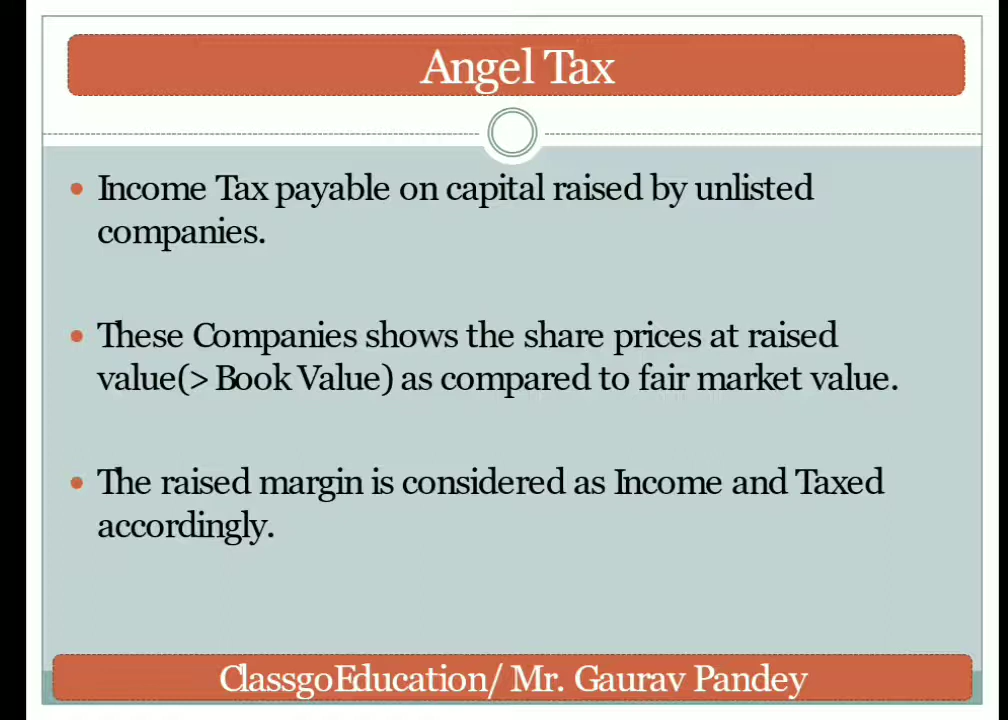 Angel Tax
Income Tax payable on capital raised by unlisted
companies.
These Companies shows the share prices at raised
value(> Book Value) as compared to fair market value.
The raised margin is considered as Income and Taxed
accordingly.
ClassgoEducation/ Mr. Gaurav Pandey